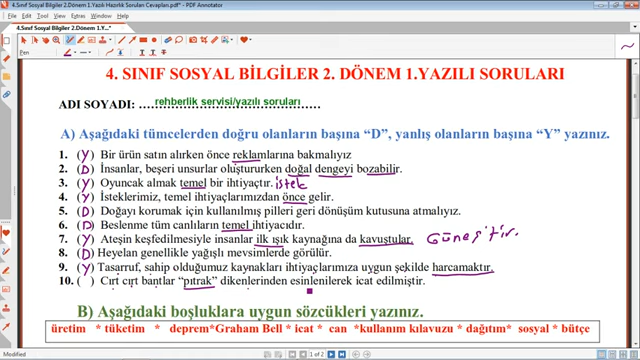 4.Sınıf Sosyal Bilgiler 2.Dönem 1.Yazılı Hazırlık Soruları Cevapları.pdf* - PDF Annotator
File Edit View Insert Tools Extras Window Help
4.Sınıf Sosyal Bilgiler 2.Dönem 1.Y...*
Pen
4. SINIF SOSYAL BİLGİLER 2. DÖNEM 1.YAZILI SORULARI
ADI SOYADI: ....rehberlik servisi/yazılı soruları....
A) Aşağıdaki tümcelerden doğru olanların başına “D”, yanlış olanların başına “Y” yazınız.
1. (Y) Bir ürün satın alırken önce reklamlarına bakmalıyız
2. (D) İnsanlar, beşeri unsurlar oluştururken doğal dengeyi bozabilir.
3. (Y) Oyuncak almak temel bir ihtiyaçtır. istek
4. (Y) İsteklerimiz, temel ihtiyaçlarımızdan önce gelir.
5. (D) Doğayı korumak için kullanılmış pilleri geri dönüşüm kutusuna atmalıyız.
6. (D) Beslenme tüm canlıların temel ihtiyacıdır.
7. (Y) Ateşin keşfedilmesiyle insanlar ilk ışık kaynağına da kavuştular. Güneştir.
8. (D) Heyelan genellikle yağışlı mevsimlerde görülür.
9. (Y) Tasarruf, sahip olduğumuz kaynakları ihtiyaçlarımıza uygun şekilde harcamaktır.
10. ( ) Cırt cırt bantlar “pıtrak” dikenlerinden esinlenilerek icat edilmiştir.
B) Aşağıdaki boşluklara uygun sözcükleri yazınız.
üretim * tüketim * deprem*Graham Bell * icat * can *kullanım kılavuzu * dağıtım* sosyal * bütçe
1 of 2